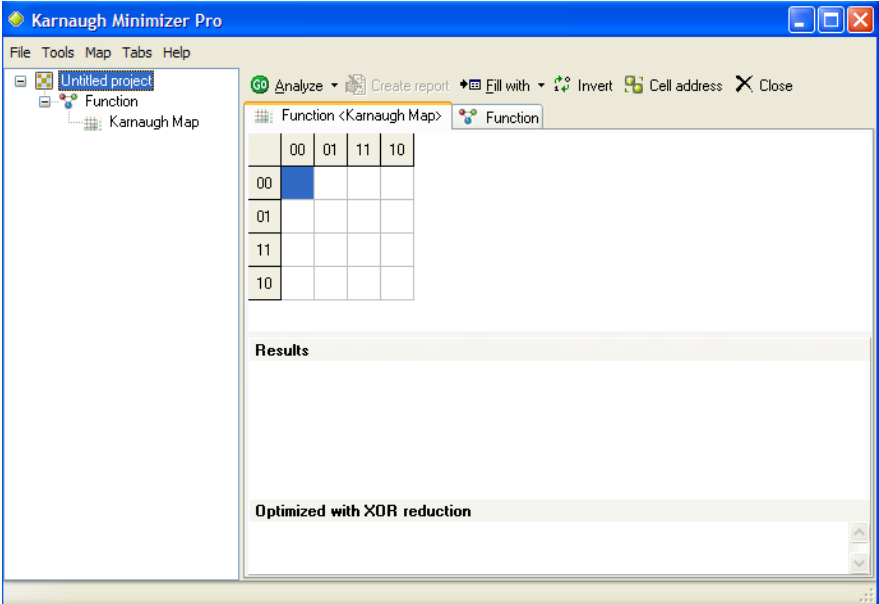 Karnaugh Minimizer Pro
File Tools Map Tabs Help
Untitled project
Function
Karnaugh Map
GO Analyze Create report Fill with Invert Cell address Close
Function <Karnaugh Map> Function
00 01 11 10
00
01
11
10
Results
Optimized with XOR reduction